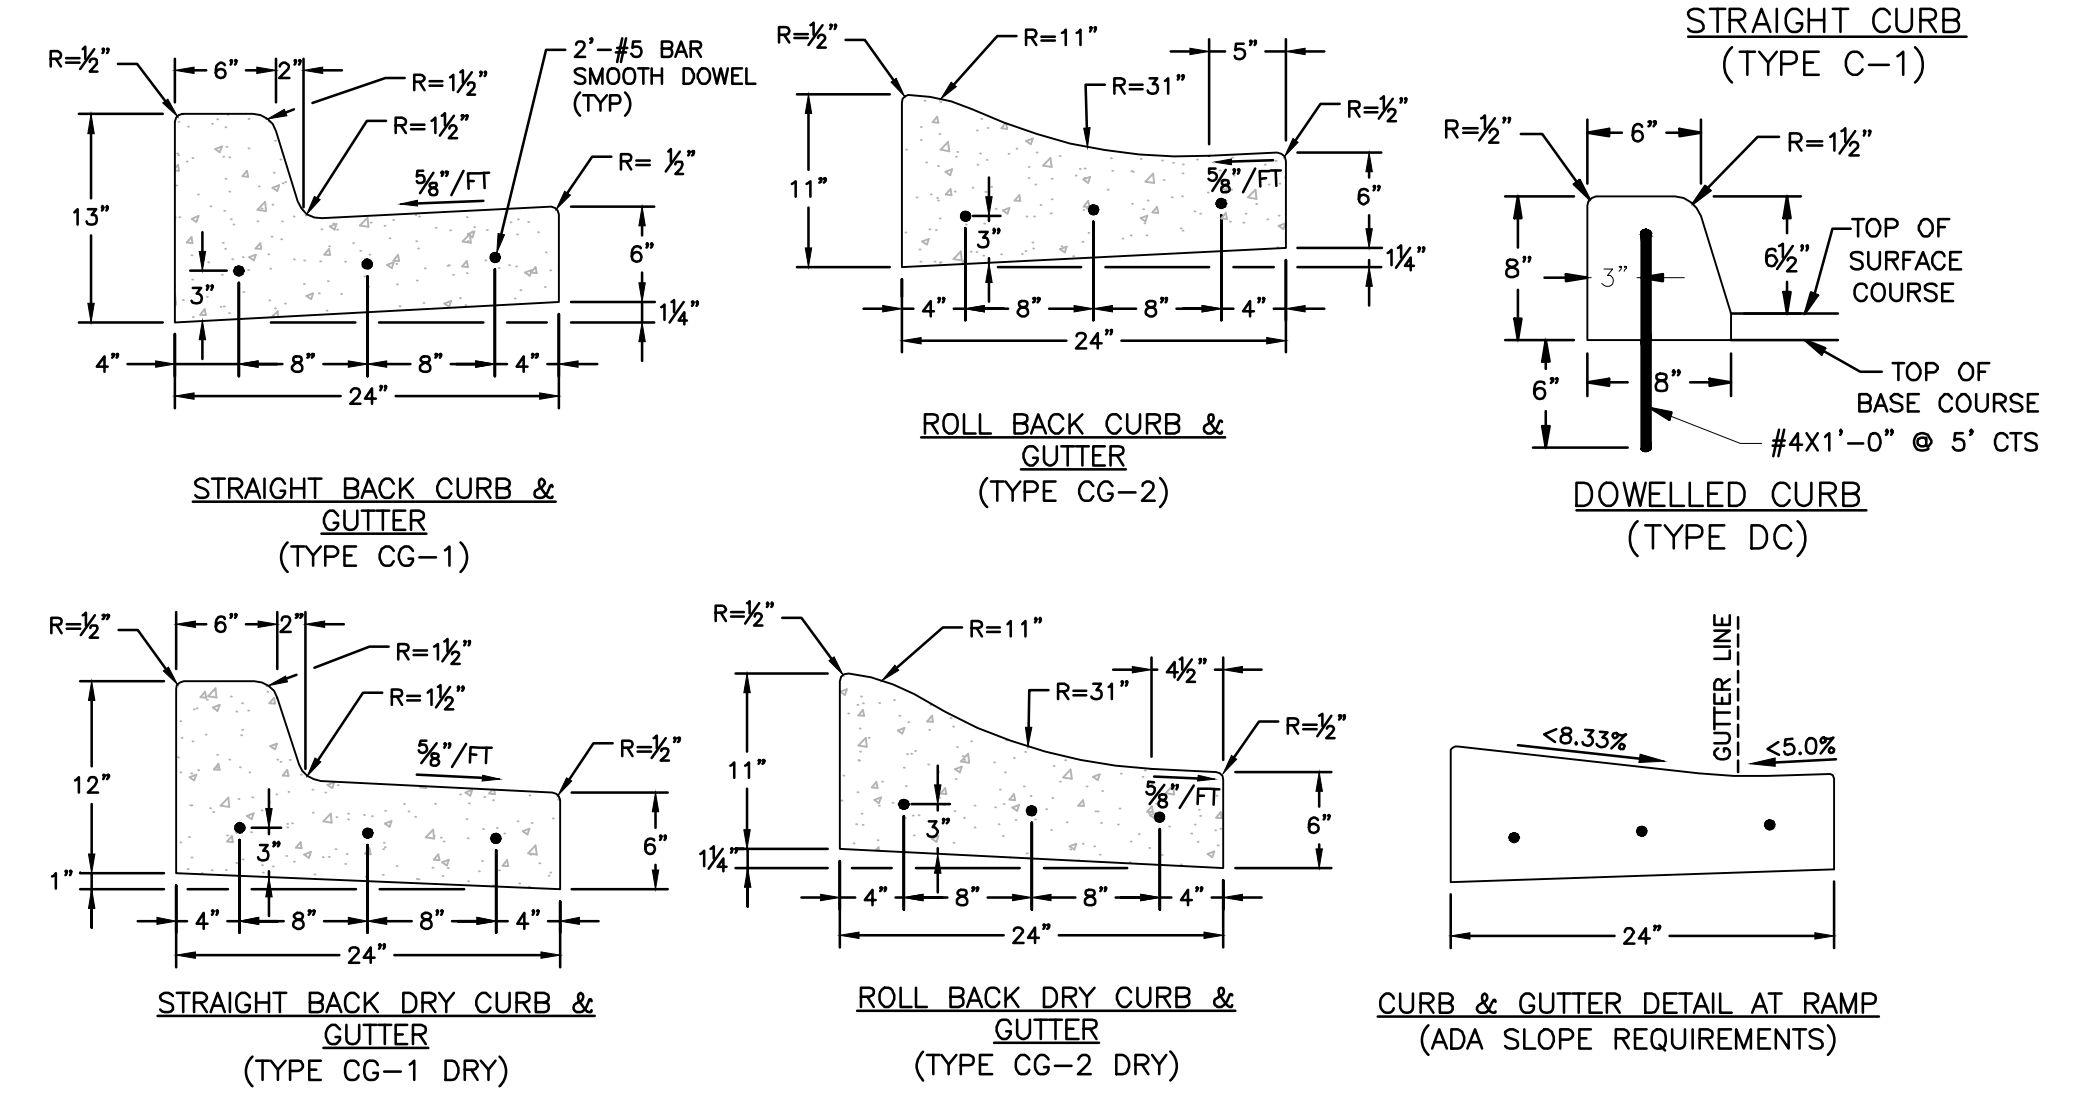 STRAIGHT CURB
(TYPE C-1)
R=½"
6"
2"
R=1½"
R=1½"
2'-#5 BAR
SMOOTH DOWEL
(TYP)
R= ½"
⅝"/FT
13"
3"
6"
1¼"
4"
8"
8"
4"
24"
STRAIGHT BACK CURB &
GUTTER
(TYPE CG-1)
R=½"
R=11"
R=31"
5"
R=½"
⅝"/FT
11"
3"
6"
1¼"
4"
8"
8"
4"
24"
ROLL BACK CURB &
GUTTER
(TYPE CG-2)
R=½"
6"
R=1½"
8"
3"
6½"
TOP OF
SURFACE
COURSE
6"
8"
TOP OF
BASE COURSE
#4X1'-0" @ 5' CTS
DOWELLED CURB
(TYPE DC)
R=½"
6"
2"
R=1½"
R=1½"
R=½"
⅝"/FT
12"
3"
6"
1"
4"
8"
8"
4"
24"
STRAIGHT BACK DRY CURB &
GUTTER
(TYPE CG-1 DRY)
R=½"
R=11"
R=31"
4½"
R=½"
⅝"/FT
11"
3"
6"
1¼"
4"
8"
8"
4"
24"
ROLL BACK DRY CURB &
GUTTER
(TYPE CG-2 DRY)
GUTTER LINE
<8.33%
<5.0%
24"
CURB & GUTTER DETAIL AT RAMP
(ADA SLOPE REQUIREMENTS)